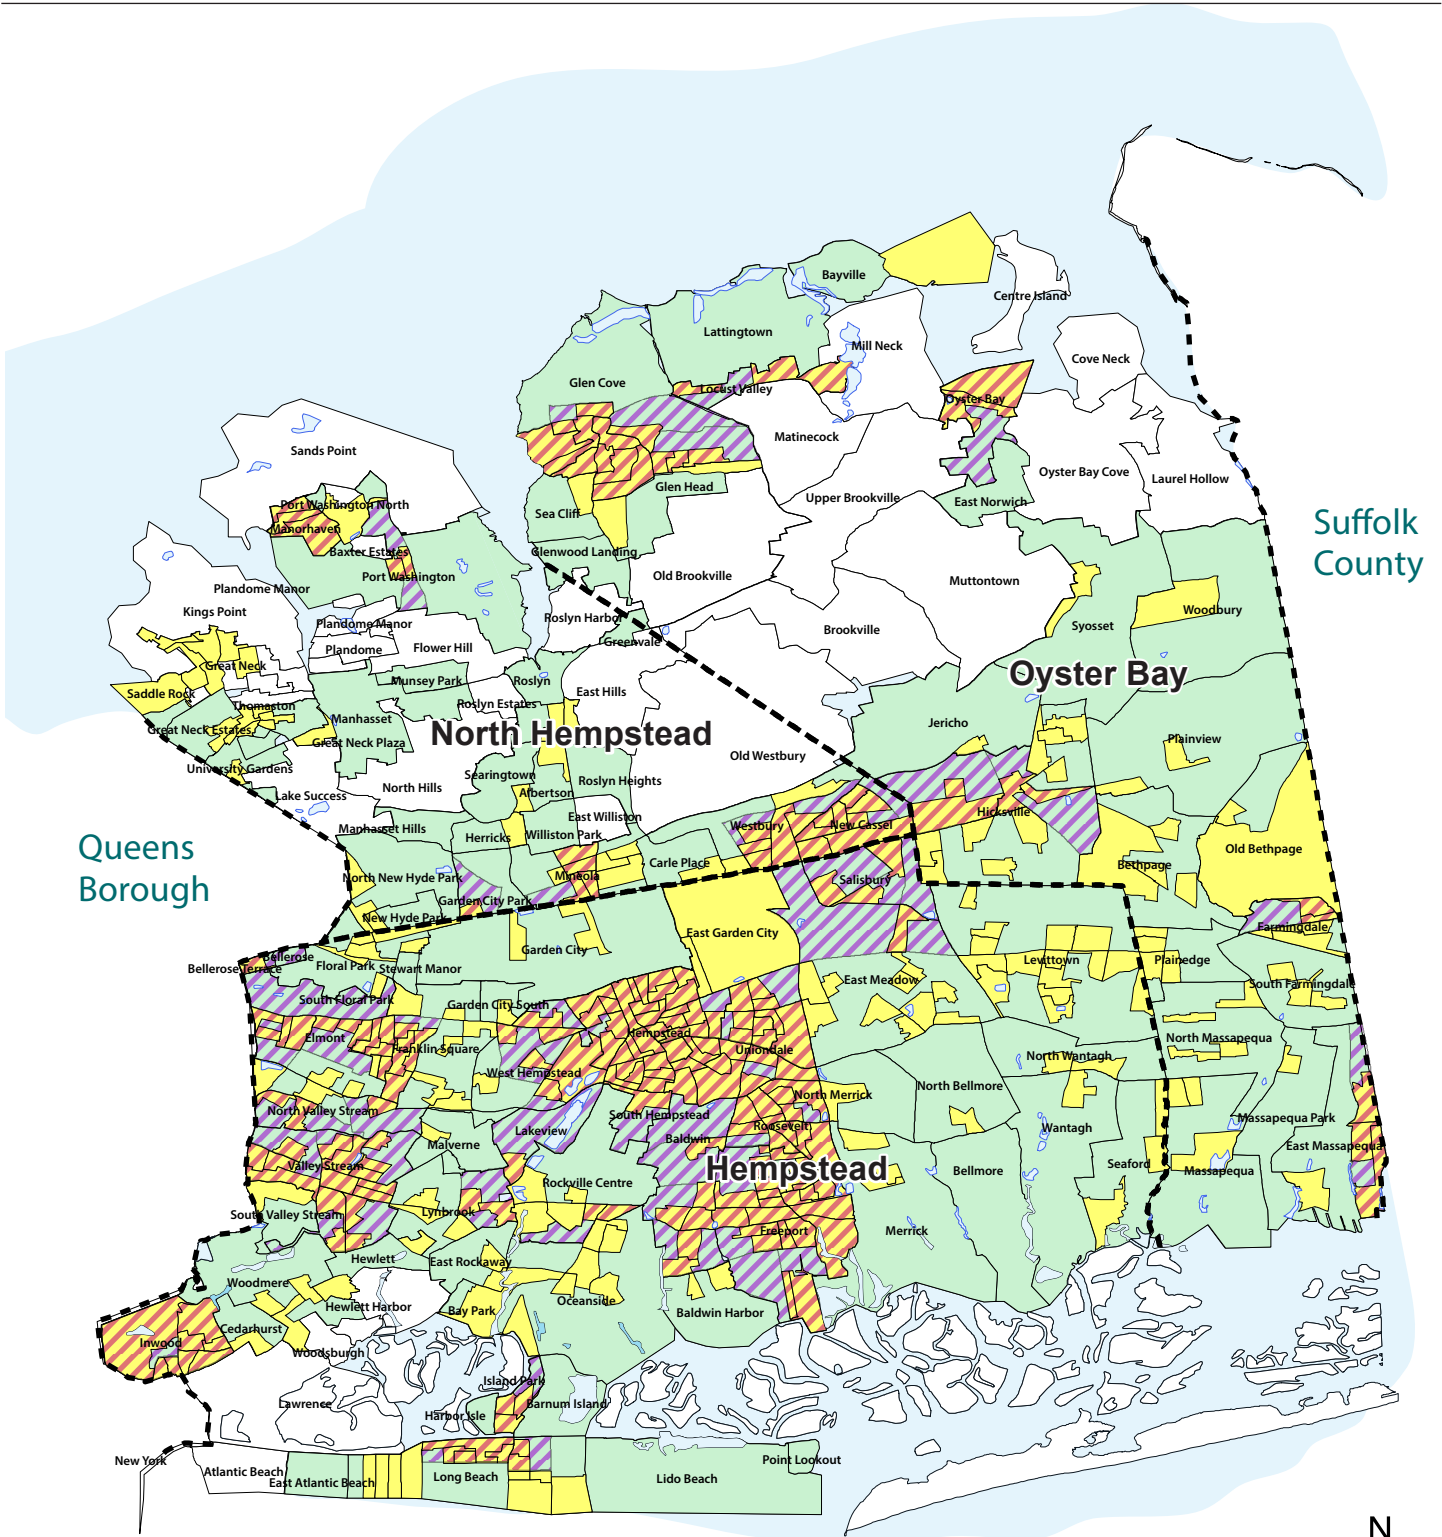 Bayville
Centre Island
Lattingtown
Mill Neck
Cove Neck
Glen Cove
Locust Valley
Oyster Bay
Matinecock
Sands Point
Oyster Bay Cove
Laurel Hollow
Glen Head
Upper Brookville
Port Washington North
East Norwich
Sea Cliff
Manorhaven
Suffolk
County
Baxter Estates
Glenwood Landing
Port Washington
Old Brookville
Muttontown
Plandome Manor
Kings Point
Woodbury
Roslyn Harbor
Plandome Manor
Syosset
Brookville
Greenvale
Flower Hill
Plandome
Great Neck
Oyster Bay
Munsey Park
Roslyn
Saddle Rock
East Hills
Roslyn Estates
Thomaston
Manhasset
Jericho
Great Neck Estates
North Hempstead
Great Neck Plaza
Plainview
Old Westbury
University Gardens
Searingtown
Roslyn Heights
North Hills
Albertson
Lake Success
Hicksville
East Williston
Manhasset Hills
Westbury
New Cassel
Herricks
Williston Park
Queens
Borough
Old Bethpage
Carle Place
Bethpage
Mineola
North New Hyde Park
Salisbury
Garden City Park
New Hyde Park
Farmingdale
East Garden City
Garden City
Bellerose
Levittown
Plainedge
Bellerose Terrace
Floral Park
Stewart Manor
East Meadow
South Farmingdale
South Floral Park
Garden City South
Hempstead
Elmont
North Massapequa
Franklin Square
Uniondale
North Wantagh
West Hempstead
North Bellmore
North Merrick
North Valley Stream
South Hempstead
Massapequa Park
Roosevelt
Wantagh
Lakeview
Baldwin
Malverne
East Massapequa
Valley Stream
Hempstead
Seaford
Bellmore
Massapequa
Rockville Centre
Lynbrook
South Valley Stream
Freeport
Merrick
Hewlett
East Rockaway
Woodmere
Oceanside
Hewlett Harbor
Bay Park
Baldwin Harbor
Cedarhurst
Inwood
Woodsburgh
Island Park
Lawrence
Barnum Island
Harbor Isle
New York
Point Lookout
Atlantic Beach
Long Beach
Lido Beach
East Atlantic Beach
N